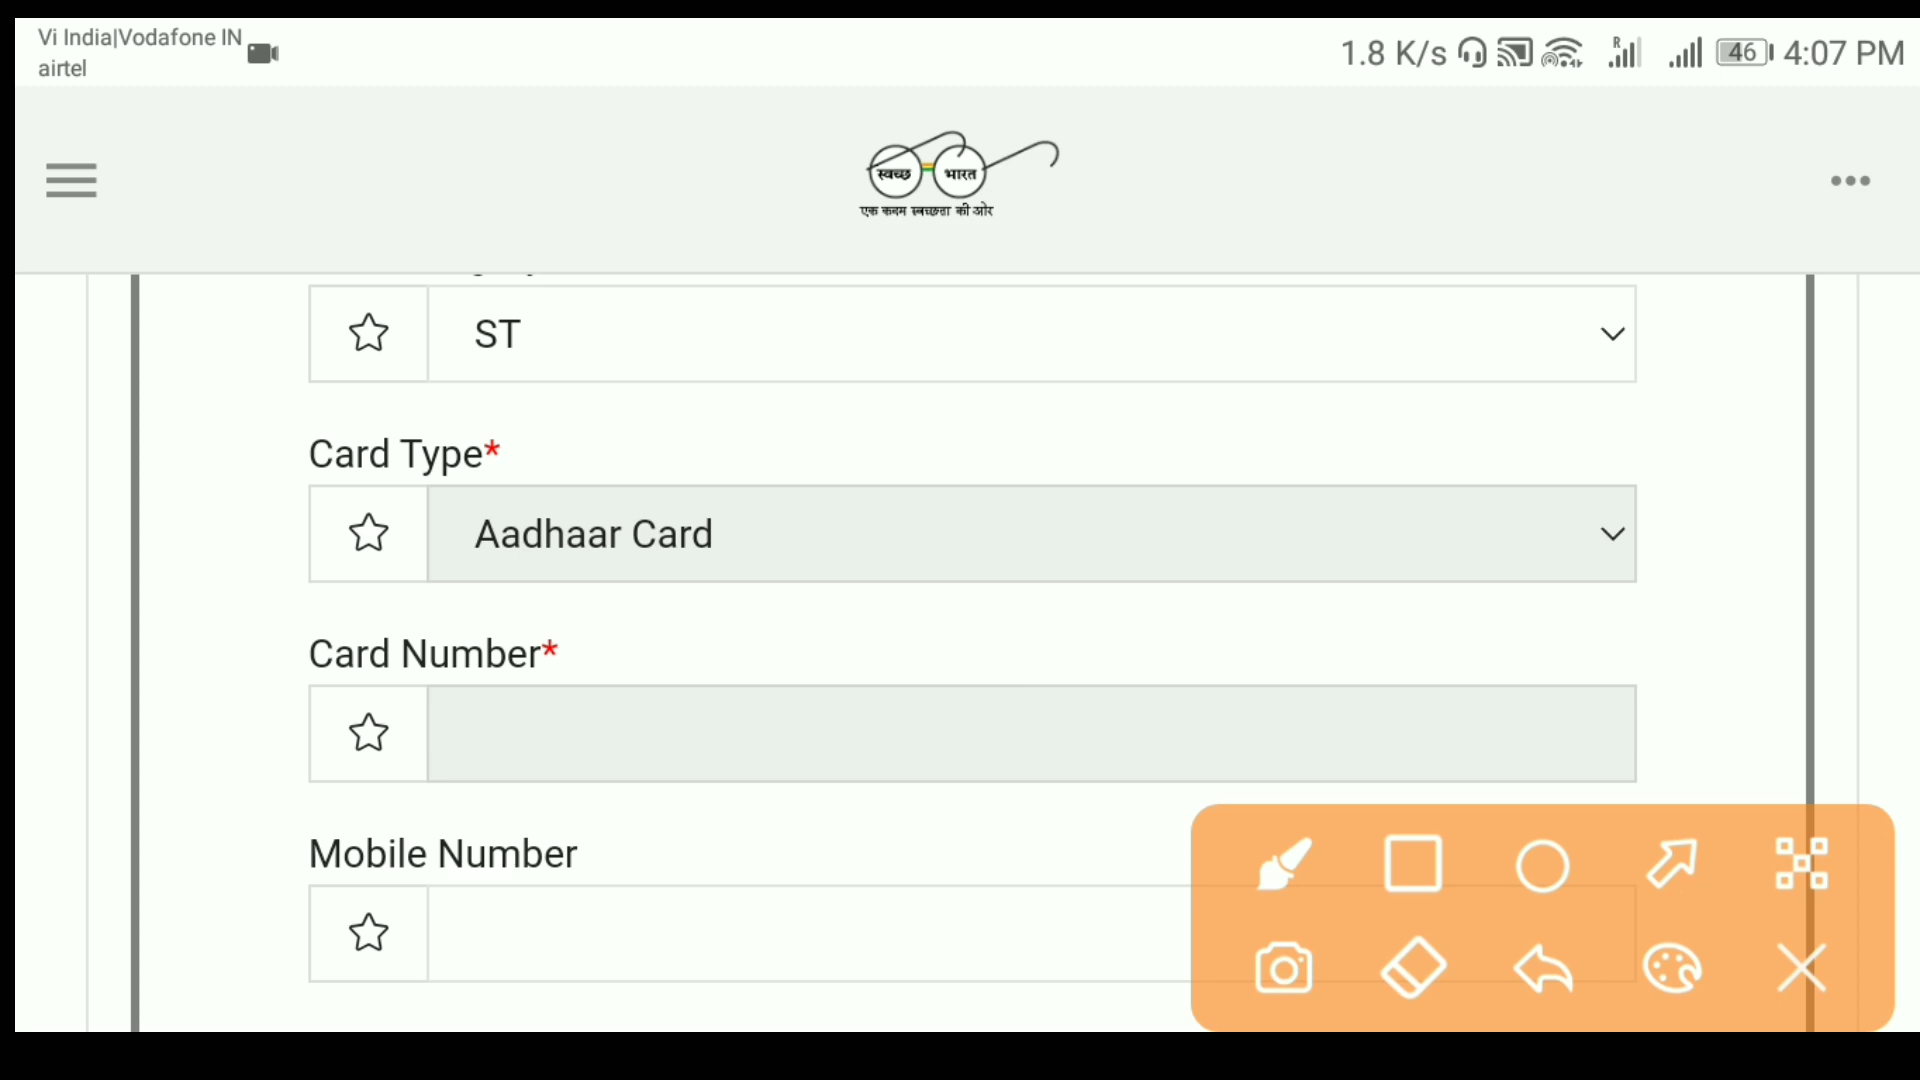 Vi India|Vodafone IN
airtel
1.8 K/s R 46 4:07 PM
स्वच्छ भारत
एक कदम स्वच्छता की ओर
ST
Card Type*
Aadhaar Card
Card Number*
Mobile Number